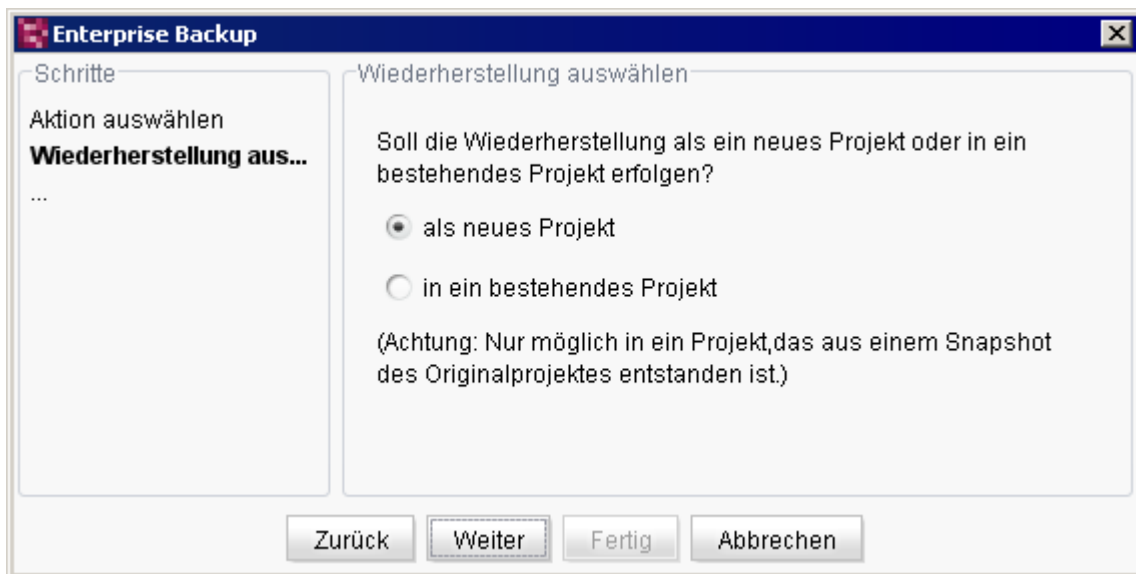 Enterprise Backup
Schritte
Aktion auswählen
Wiederherstellung aus...
...
Wiederherstellung auswählen
Soll die Wiederherstellung als ein neues Projekt oder in ein
bestehendes Projekt erfolgen?
als neues Projekt
in ein bestehendes Projekt
(Achtung: Nur möglich in ein Projekt,das aus einem Snapshot
des Originalprojektes entstanden ist.)
Zurück Weiter Fertig Abbrechen